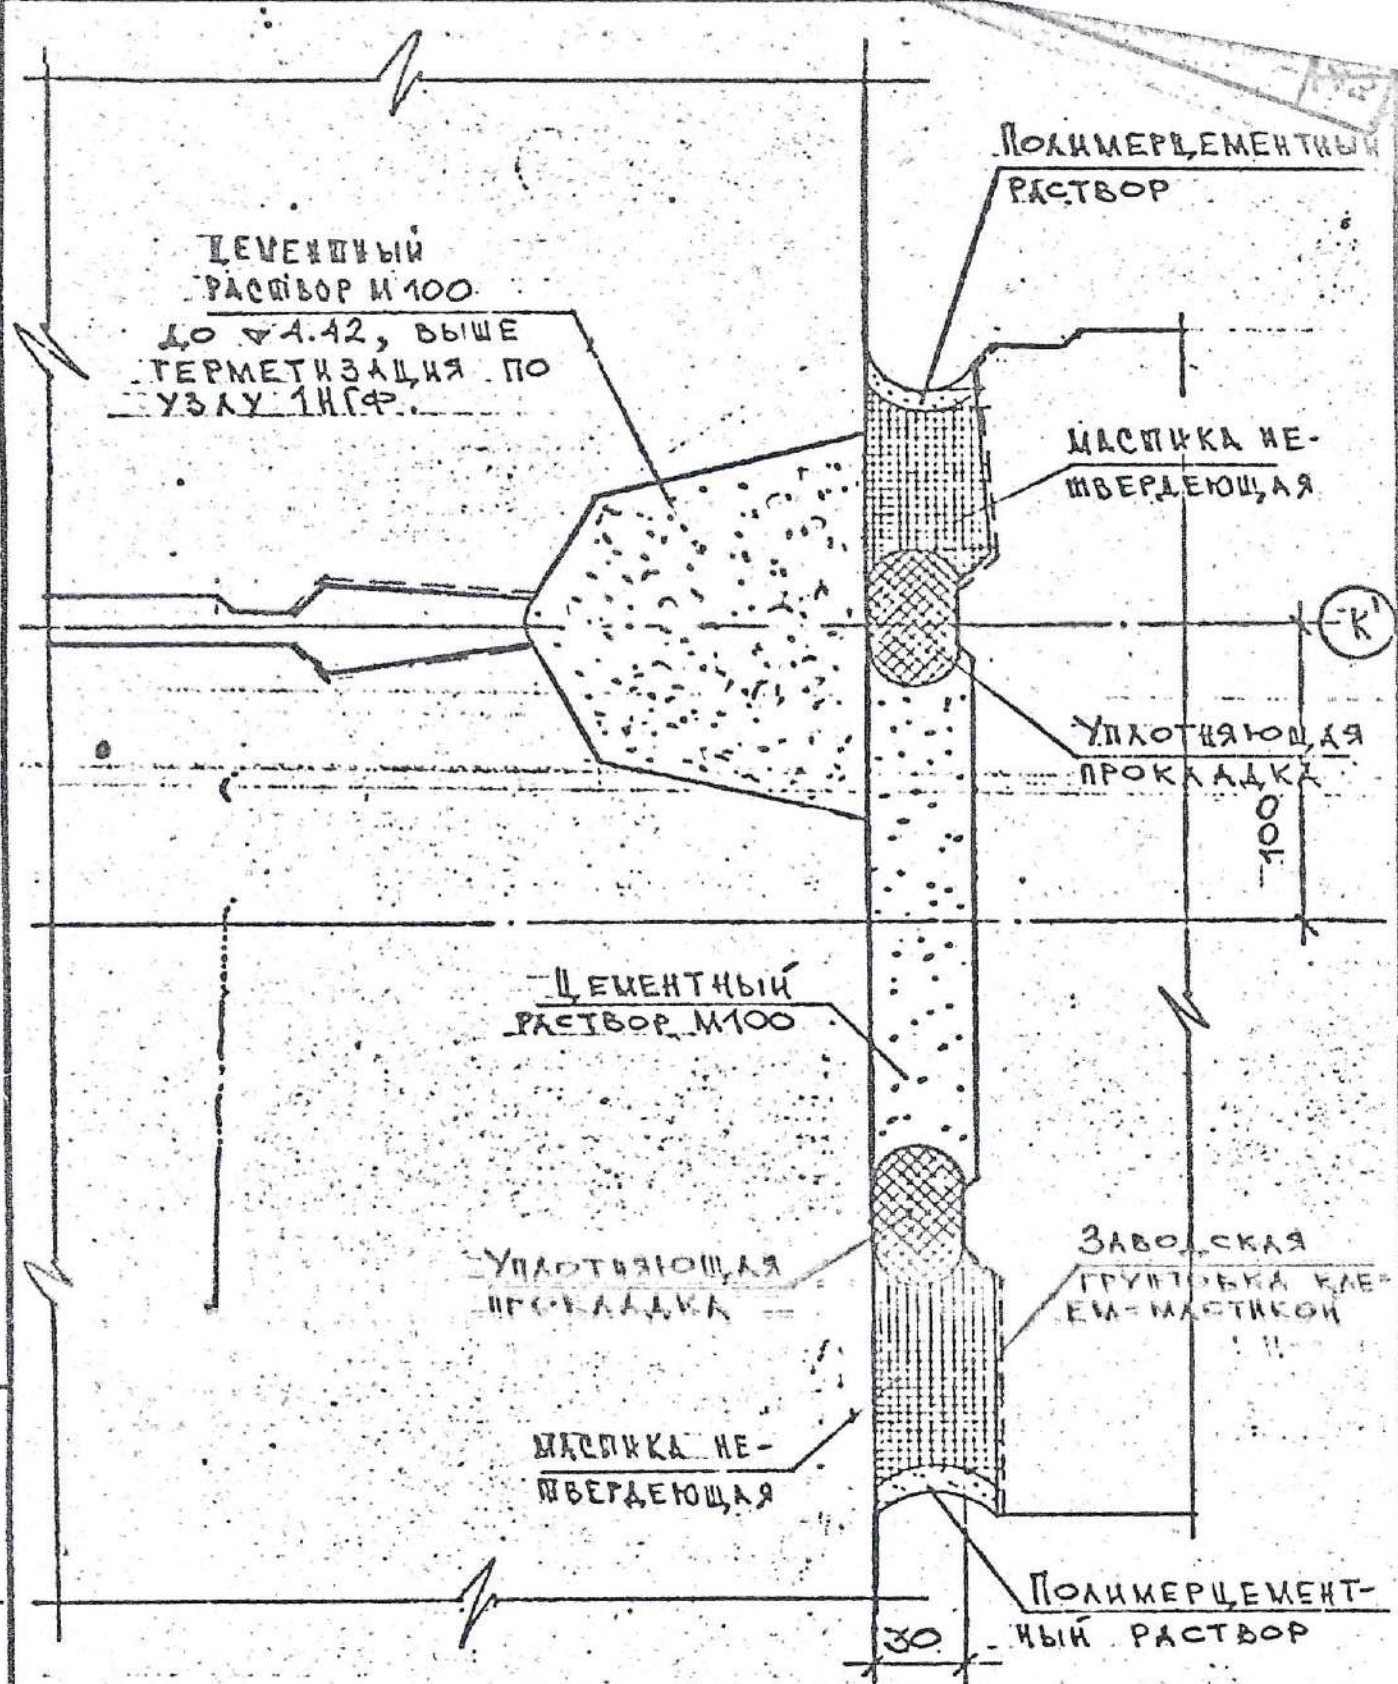 Полимерцементный
раствор
Цементный
раствор М100
до ▽4.42, выше
герметизация по
узлу 1НГФ.
мастика не-
твердеющая
К'
Уплотняющая
прокладка
100
Цементный
раствор М100
Уплотняющая
прокладка
Заводская
грунтовка кле-
ем-мастикой
мастика не-
твердеющая
Полимерцемент-
ный раствор
30